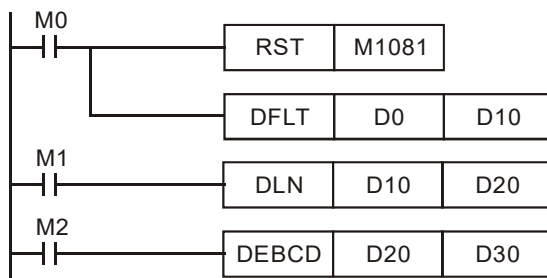 M0
RST M1081
DFLT D0 D10
M1
DLN D10 D20
M2
DEBCD D20 D30